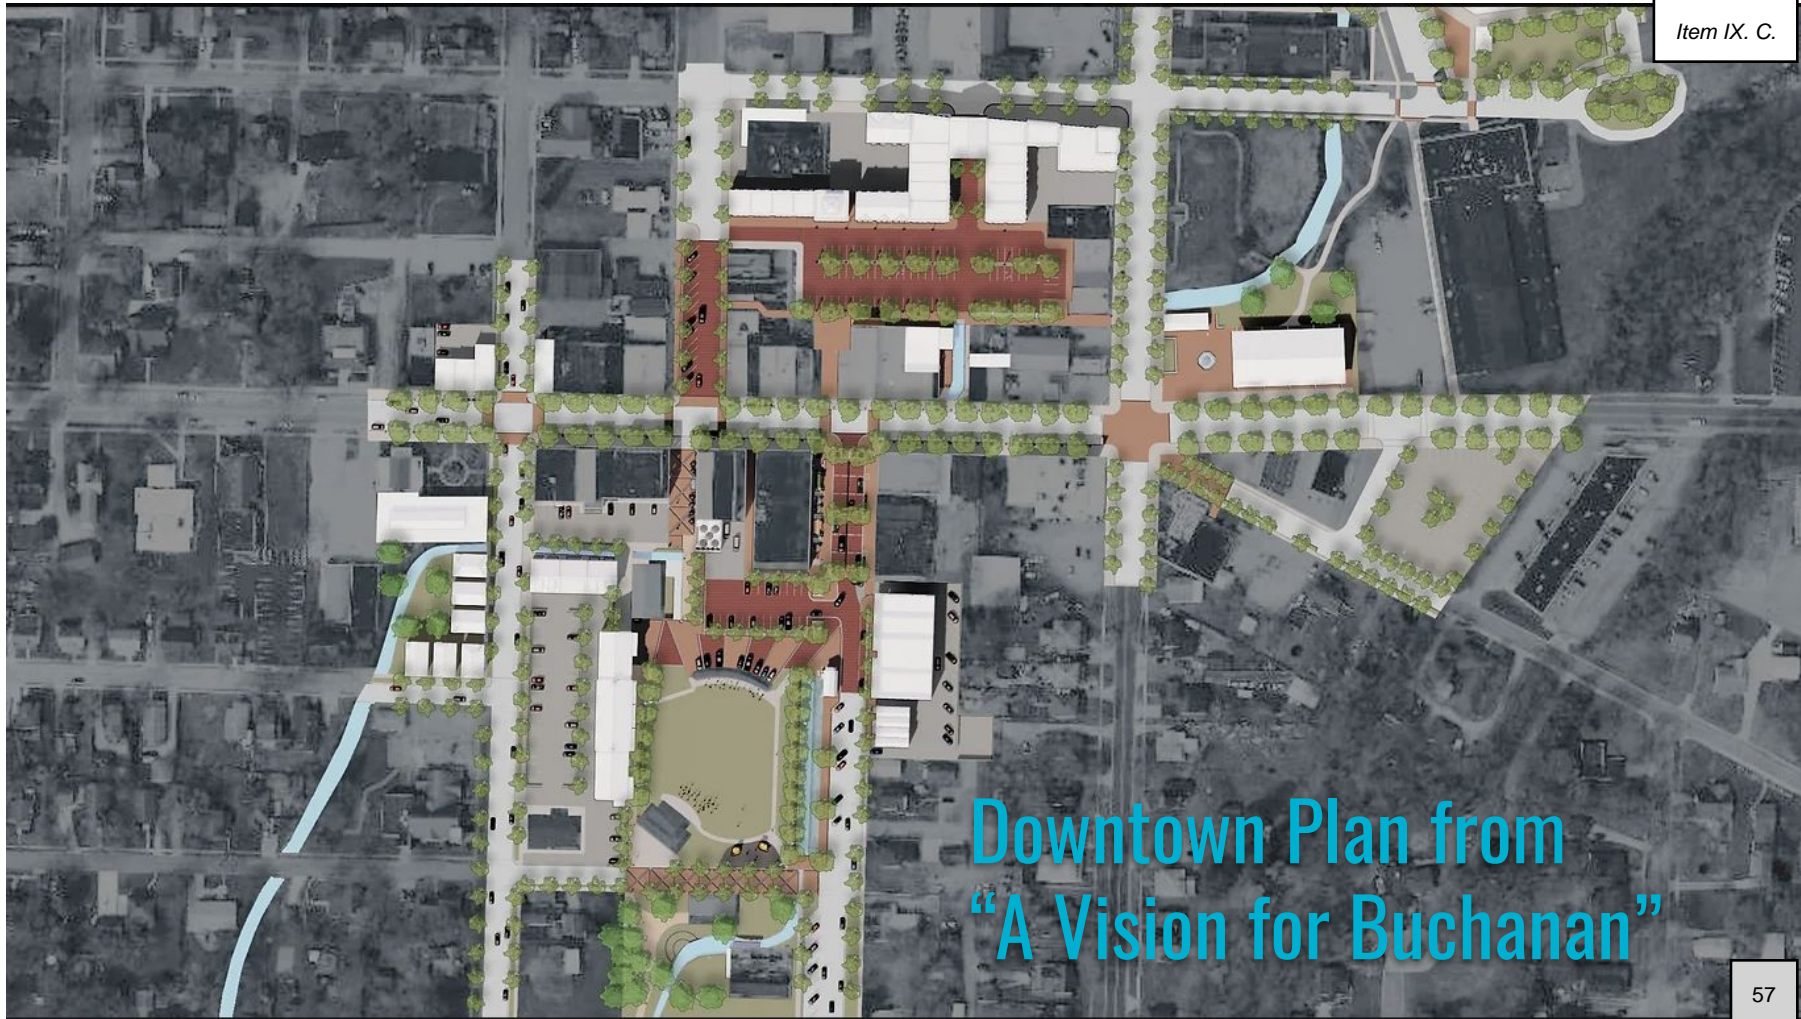 Item IX. C.
Downtown Plan from
“A Vision for Buchanan”
57